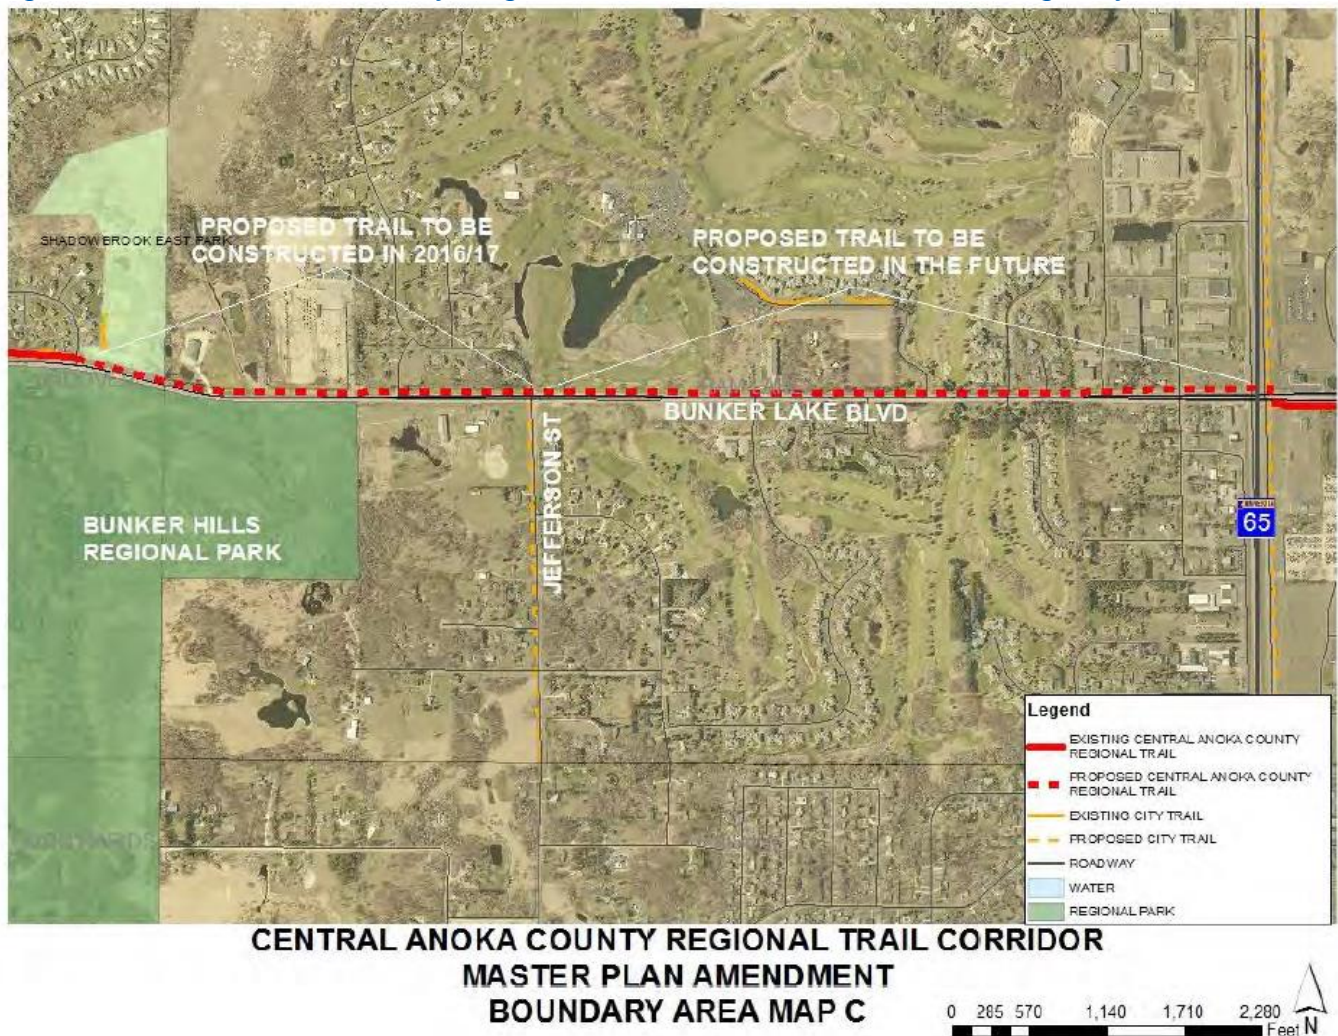 PROPOSED TRAIL TO BE
CONSTRUCTED IN 2016/17
PROPOSED TRAIL TO BE
CONSTRUCTED IN THE FUTURE
SHADOWBROOK EAST PARK
BUNKER LAKE BLVD
JEFFERSON ST
BUNKER HILLS
REGIONAL PARK
65
Legend
EXISTING CENTRAL ANOKA COUNTY
REGIONAL TRAIL
PROPOSED CENTRAL ANOKA COUNTY
REGIONAL TRAIL
EXISTING CITY TRAIL
PROPOSED CITY TRAIL
ROADWAY
WATER
REGIONAL PARK
CENTRAL ANOKA COUNTY REGIONAL TRAIL CORRIDOR
MASTER PLAN AMENDMENT
BOUNDARY AREA MAP C
0 285 570 1,140 1,710 2,280
Feet
N